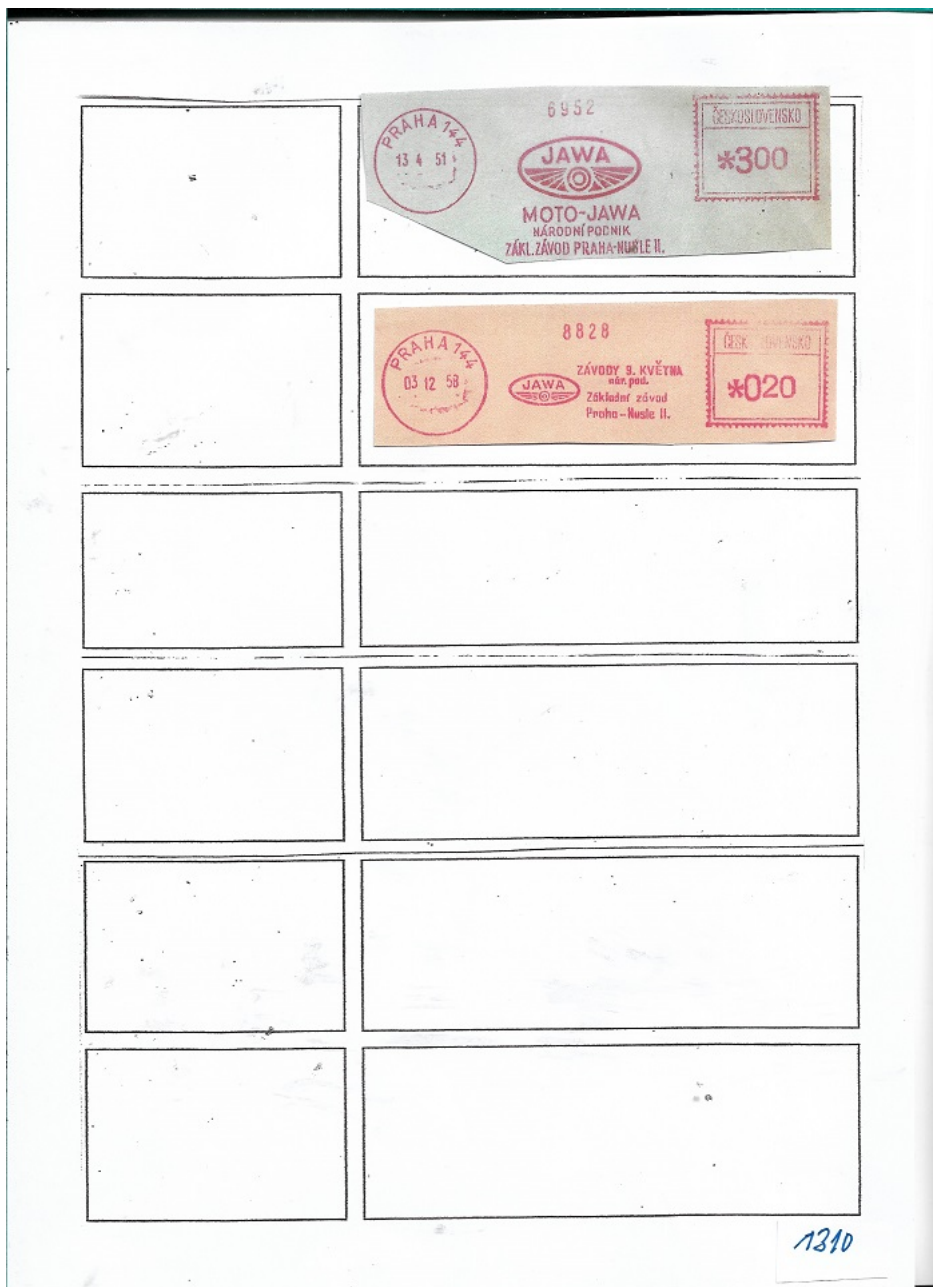 6952
PRAHA 144
13 4 51
JAWA
MOTO-JAWA
NÁRODNÍ PODNIK
ZÁKL. ZÁVOD PRAHA-NUSLE II.
ČESKOSLOVENSKO
*300
8828
PRAHA 144
03 12 58
JAWA
ZÁVODY 9. KVĚTNA
nár. pod.
Základní závod
Praha-Nusle II.
*020
1310